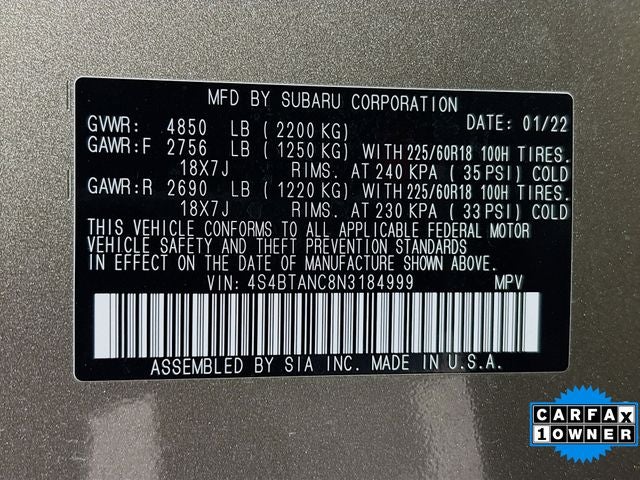 MFD BY SUBARU CORPORATION
GVWR: 4850 LB (2200 KG) DATE: 01/22
GAWR:F 2756 LB (1250 KG) WITH 225/60R18 100H TIRES.
18X7J RIMS. AT 240 KPA (35 PSI) COLD
GAWR:R 2690 LB (1220 KG) WITH 225/60R18 100H TIRES.
18X7J RIMS. AT 230 KPA (33 PSI) COLD
THIS VEHICLE CONFORMS TO ALL APPLICABLE FEDERAL MOTOR
VEHICLE SAFETY AND THEFT PREVENTION STANDARDS
IN EFFECT ON THE DATE OF MANUFACTURE SHOWN ABOVE.
VIN: 4S4BTANC8N3184999 MPV
ASSEMBLED BY SIA INC. MADE IN U.S.A.
CARFAX
1 OWNER